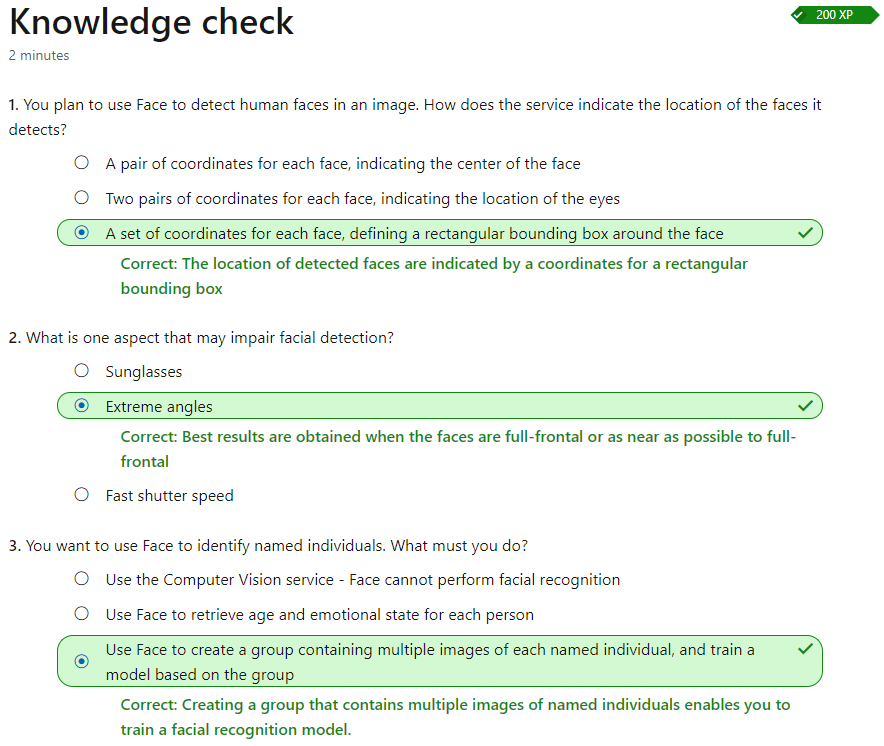 Knowledge check
200 XP
2 minutes
1. You plan to use Face to detect human faces in an image. How does the service indicate the location of the faces it
detects?
A pair of coordinates for each face, indicating the center of the face
Two pairs of coordinates for each face, indicating the location of the eyes
A set of coordinates for each face, defining a rectangular bounding box around the face
Correct: The location of detected faces are indicated by a coordinates for a rectangular
bounding box
2. What is one aspect that may impair facial detection?
Sunglasses
Extreme angles
Correct: Best results are obtained when the faces are full-frontal or as near as possible to full-
frontal
Fast shutter speed
3. You want to use Face to identify named individuals. What must you do?
Use the Computer Vision service - Face cannot perform facial recognition
Use Face to retrieve age and emotional state for each person
Use Face to create a group containing multiple images of each named individual, and train a
model based on the group
Correct: Creating a group that contains multiple images of named individuals enables you to
train a facial recognition model.